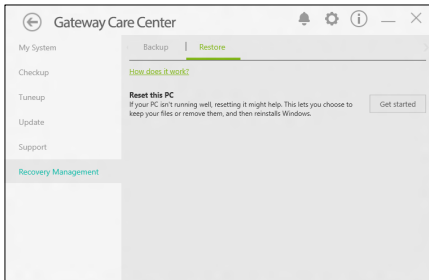 Gateway Care Center
My System
Backup | Restore
Checkup
How does it work?
Tuneup
Reset this PC
If your PC isn't running well, resetting it might help. This lets you choose to
keep your files or remove them, and then reinstalls Windows.
Get started
Update
Support
Recovery Management